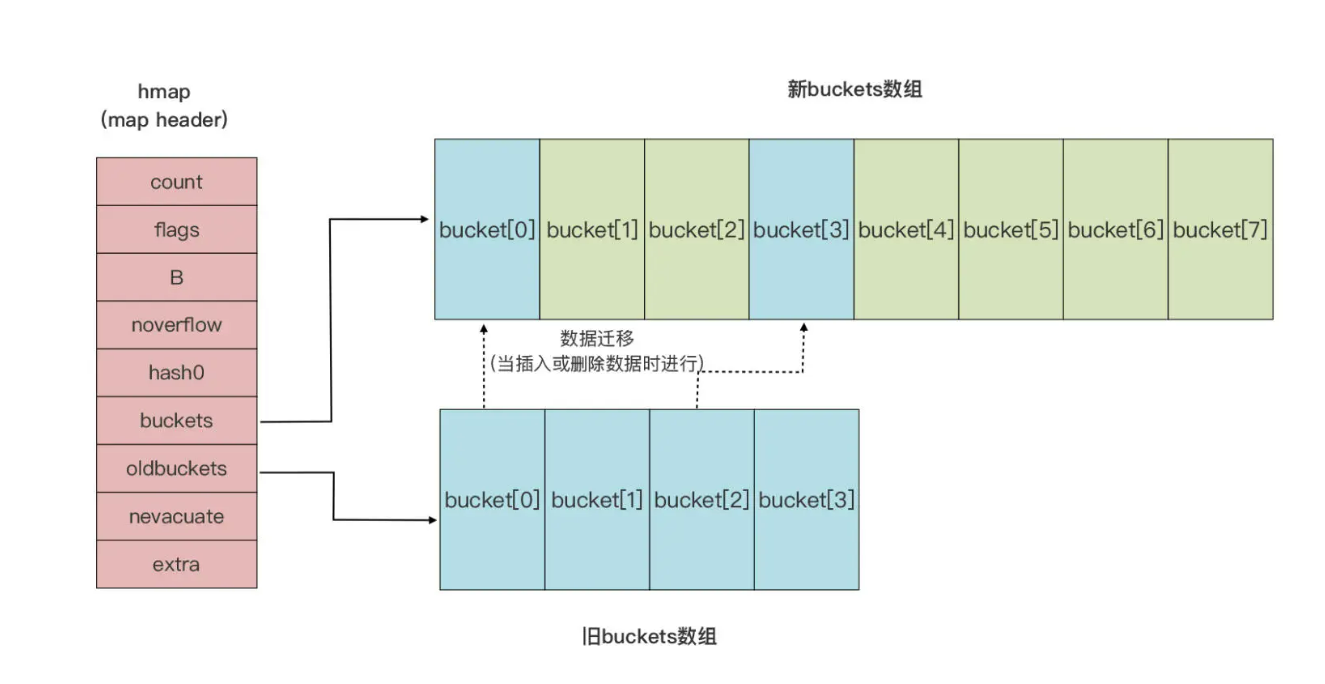 hmap
(map header)
count
flags
B
noverflow
hash0
buckets
oldbuckets
nevacuate
extra
新buckets数组
bucket[0]
bucket[1]
bucket[2]
bucket[3]
bucket[4]
bucket[5]
bucket[6]
bucket[7]
数据迁移
(当插入或删除数据时进行)
bucket[0]
bucket[1]
bucket[2]
bucket[3]
旧buckets数组